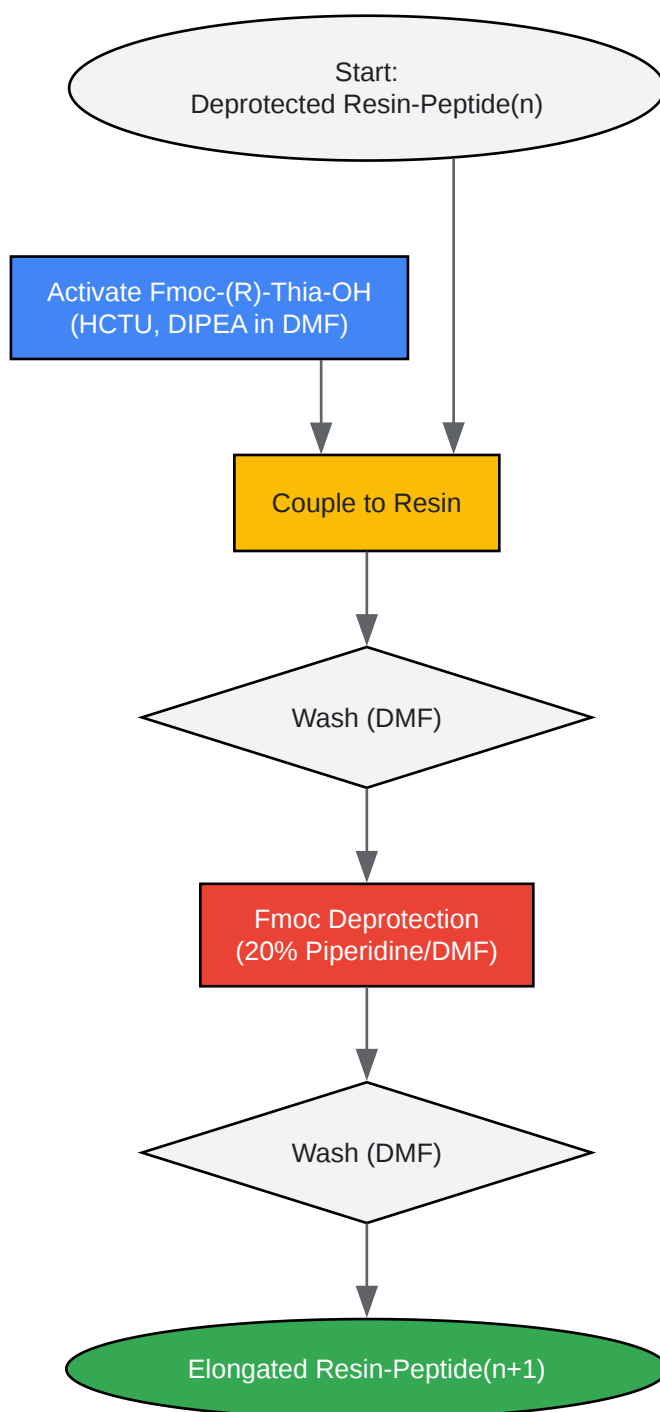 Start:
Deprotected Resin-Peptide(n)
Activate Fmoc-(R)-Thia-OH
(HCTU, DIPEA in DMF)
Couple to Resin
Wash (DMF)
Fmoc Deprotection
(20% Piperidine/DMF)
Wash (DMF)
Elongated Resin-Peptide(n+1)